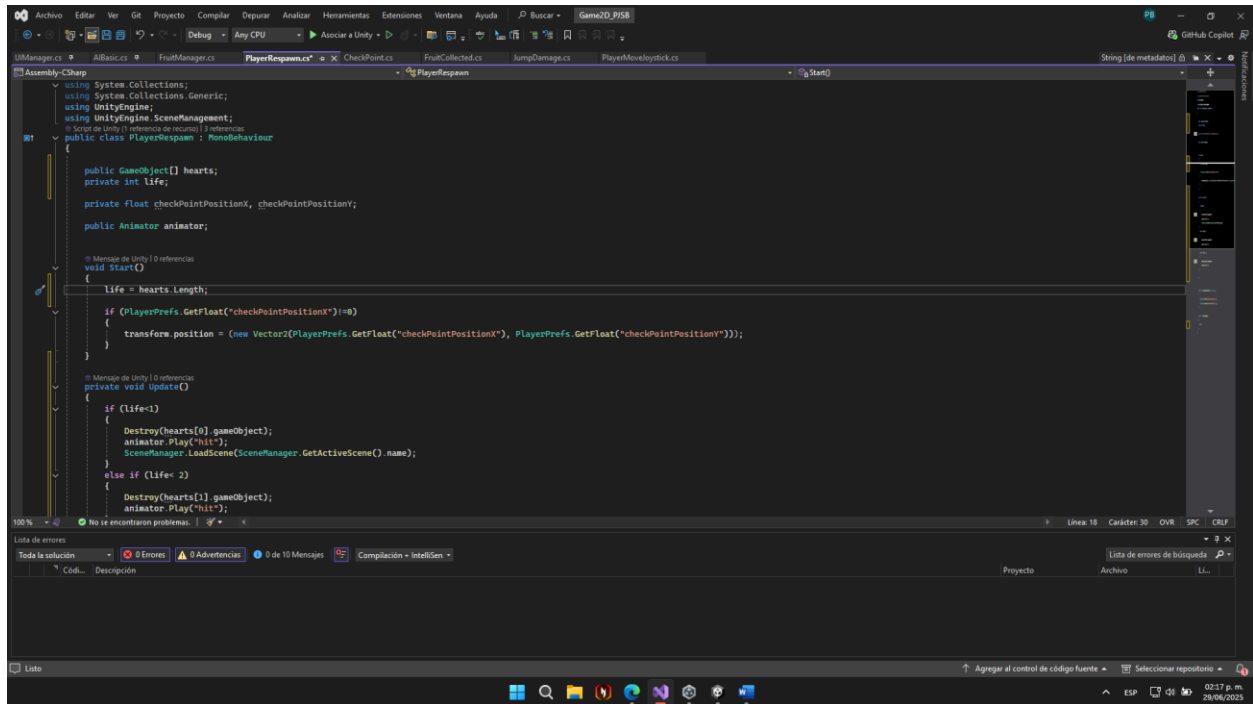 Archivo Editar Ver Git Proyecto Compilar Depurar Analizar Herramientas Extensiones Ventana Ayuda Buscar Game2D_PJSB PB
Debug Any CPU Asociar a Unity GitHub Copilot
UIManager.cs AIBasic.cs FruitManager.cs PlayerRespawn.cs* CheckPoint.cs FruitCollected.cs JumpDamage.cs PlayerMoveJoystick.cs String [de metadatos]
Assembly-CSharp PlayerRespawn Start()
Notificaciones
using System.Collections;
using System.Collections.Generic;
using UnityEngine;
using UnityEngine.SceneManagement;
Script de Unity (1 referencia de recurso) | 3 referencias
public class PlayerRespawn : MonoBehaviour
{
public GameObject[] hearts;
private int life;
private float checkPointPositionX, checkPointPositionY;
public Animator animator;
Mensaje de Unity | 0 referencias
void Start()
{
life = hearts.Length;
if (PlayerPrefs.GetFloat("checkPointPositionX")!=0)
{
transform.position = (new Vector2(PlayerPrefs.GetFloat("checkPointPositionX"), PlayerPrefs.GetFloat("checkPointPositionY")));
}
}
Mensaje de Unity | 0 referencias
private void Update()
{
if (life<1)
{
Destroy(hearts[0].gameObject);
animator.Play("hit");
SceneManager.LoadScene(SceneManager.GetActiveScene().name);
}
else if (life< 2)
{
Destroy(hearts[1].gameObject);
animator.Play("hit");
100 % No se encontraron problemas. Línea: 18 Carácter: 30 OVR SPC CRLF
Lista de errores
Toda la solución 0 Errores 0 Advertencias 0 de 10 Mensajes Compilación + IntelliSen Lista de errores de búsqueda
Códi... Descripción Proyecto Archivo Lí...
Listo Agregar al control de código fuente Seleccionar repositorio
ESP 02:17 p. m.
29/06/2025